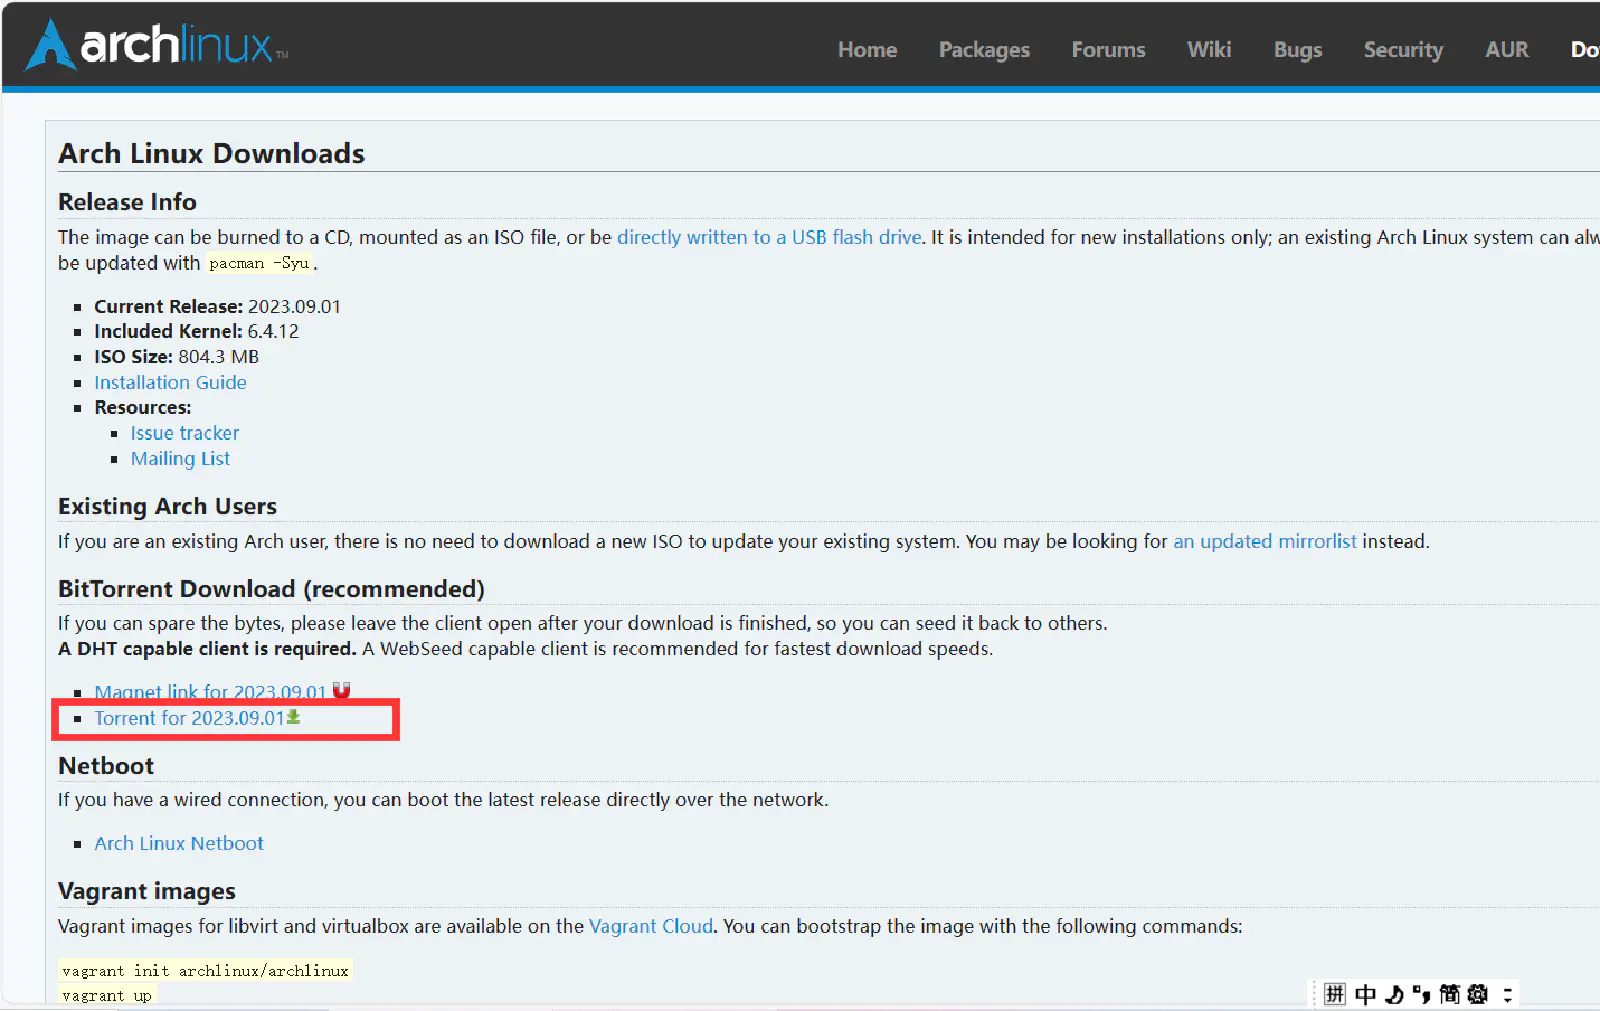 archlinux™
Home Packages Forums Wiki Bugs Security AUR Do
Arch Linux Downloads
Release Info
The image can be burned to a CD, mounted as an ISO file, or be directly written to a USB flash drive. It is intended for new installations only; an existing Arch Linux system can alw
be updated with pacman -Syu.
Current Release: 2023.09.01
Included Kernel: 6.4.12
ISO Size: 804.3 MB
Installation Guide
Resources:
Issue tracker
Mailing List
Existing Arch Users
If you are an existing Arch user, there is no need to download a new ISO to update your existing system. You may be looking for an updated mirrorlist instead.
BitTorrent Download (recommended)
If you can spare the bytes, please leave the client open after your download is finished, so you can seed it back to others.
A DHT capable client is required. A WebSeed capable client is recommended for fastest download speeds.
Magnet link for 2023.09.01
Torrent for 2023.09.01
Netboot
If you have a wired connection, you can boot the latest release directly over the network.
Arch Linux Netboot
Vagrant images
Vagrant images for libvirt and virtualbox are available on the Vagrant Cloud. You can bootstrap the image with the following commands:
vagrant init archlinux/archlinux
vagrant up
拼 中 简